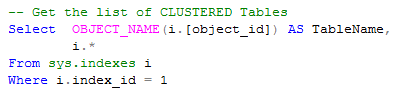 -- Get the list of CLUSTERED Tables
Select  OBJECT_NAME(i.[object_id]) AS TableName,
        i.*
From sys.indexes i
Where i.index_id = 1